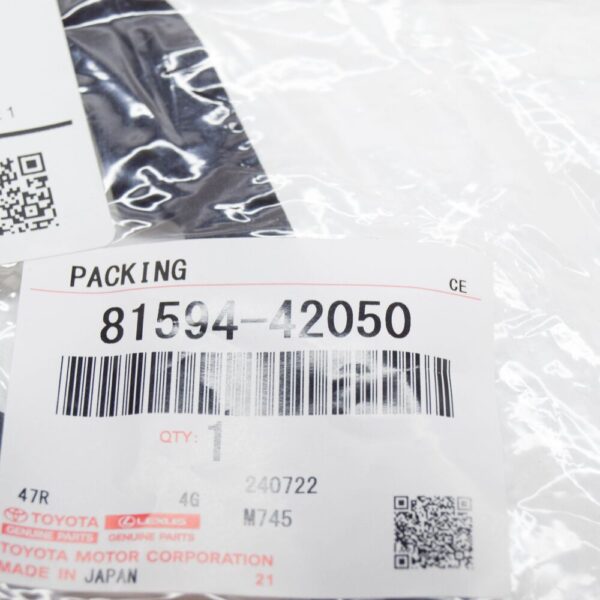 1
PACKING
CE
81594-42050
QTY: 1
240722
47R 4G M745
TOYOTA LEXUS
GENUINE PARTS GENUINE PARTS
TOYOTA MOTOR CORPORATION
MADE IN JAPAN 21